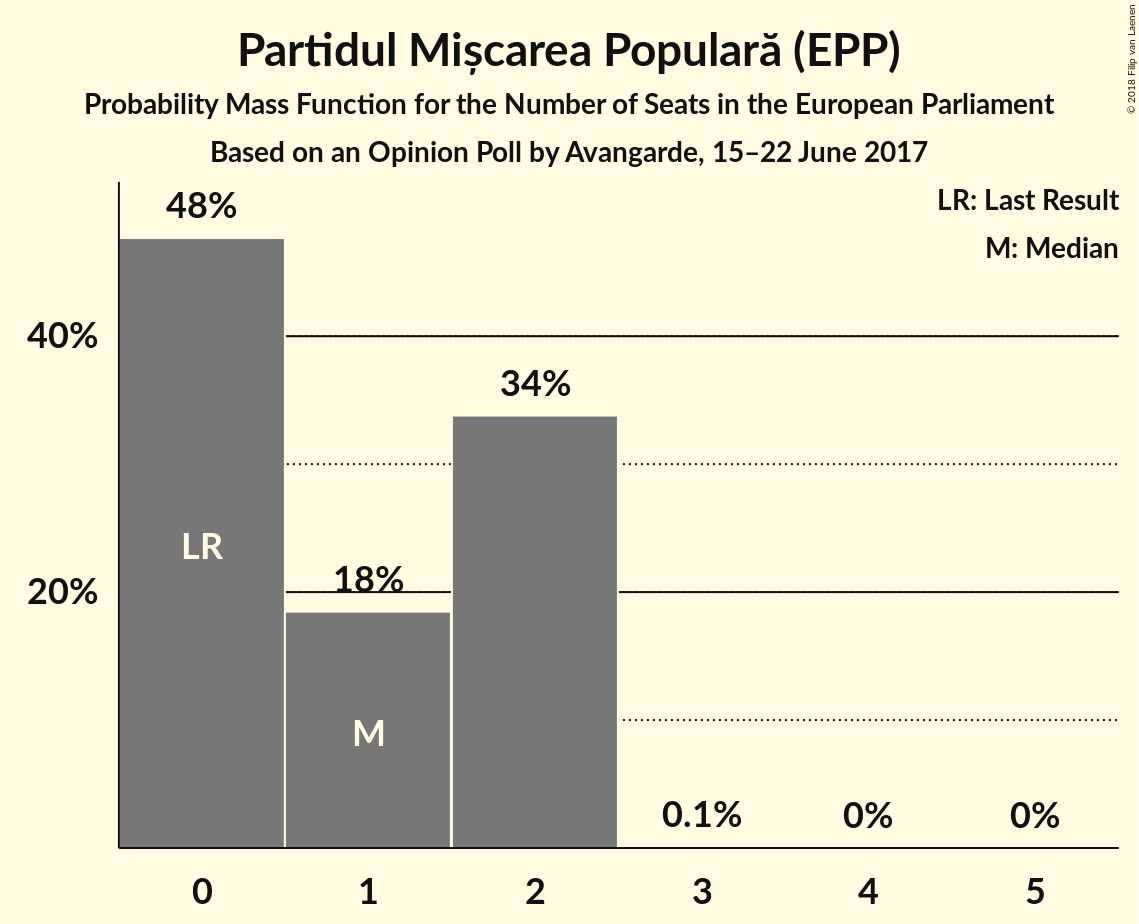 Partidul Mișcarea Populară (EPP)
Probability Mass Function for the Number of Seats in the European Parliament
Based on an Opinion Poll by Avangarde, 15–22 June 2017
© 2018 Filip van Laenen
LR: Last Result
M: Median
48%
40%
34%
LR
18%
20%
M
0.1%
0%
0%
0
1
2
3
4
5